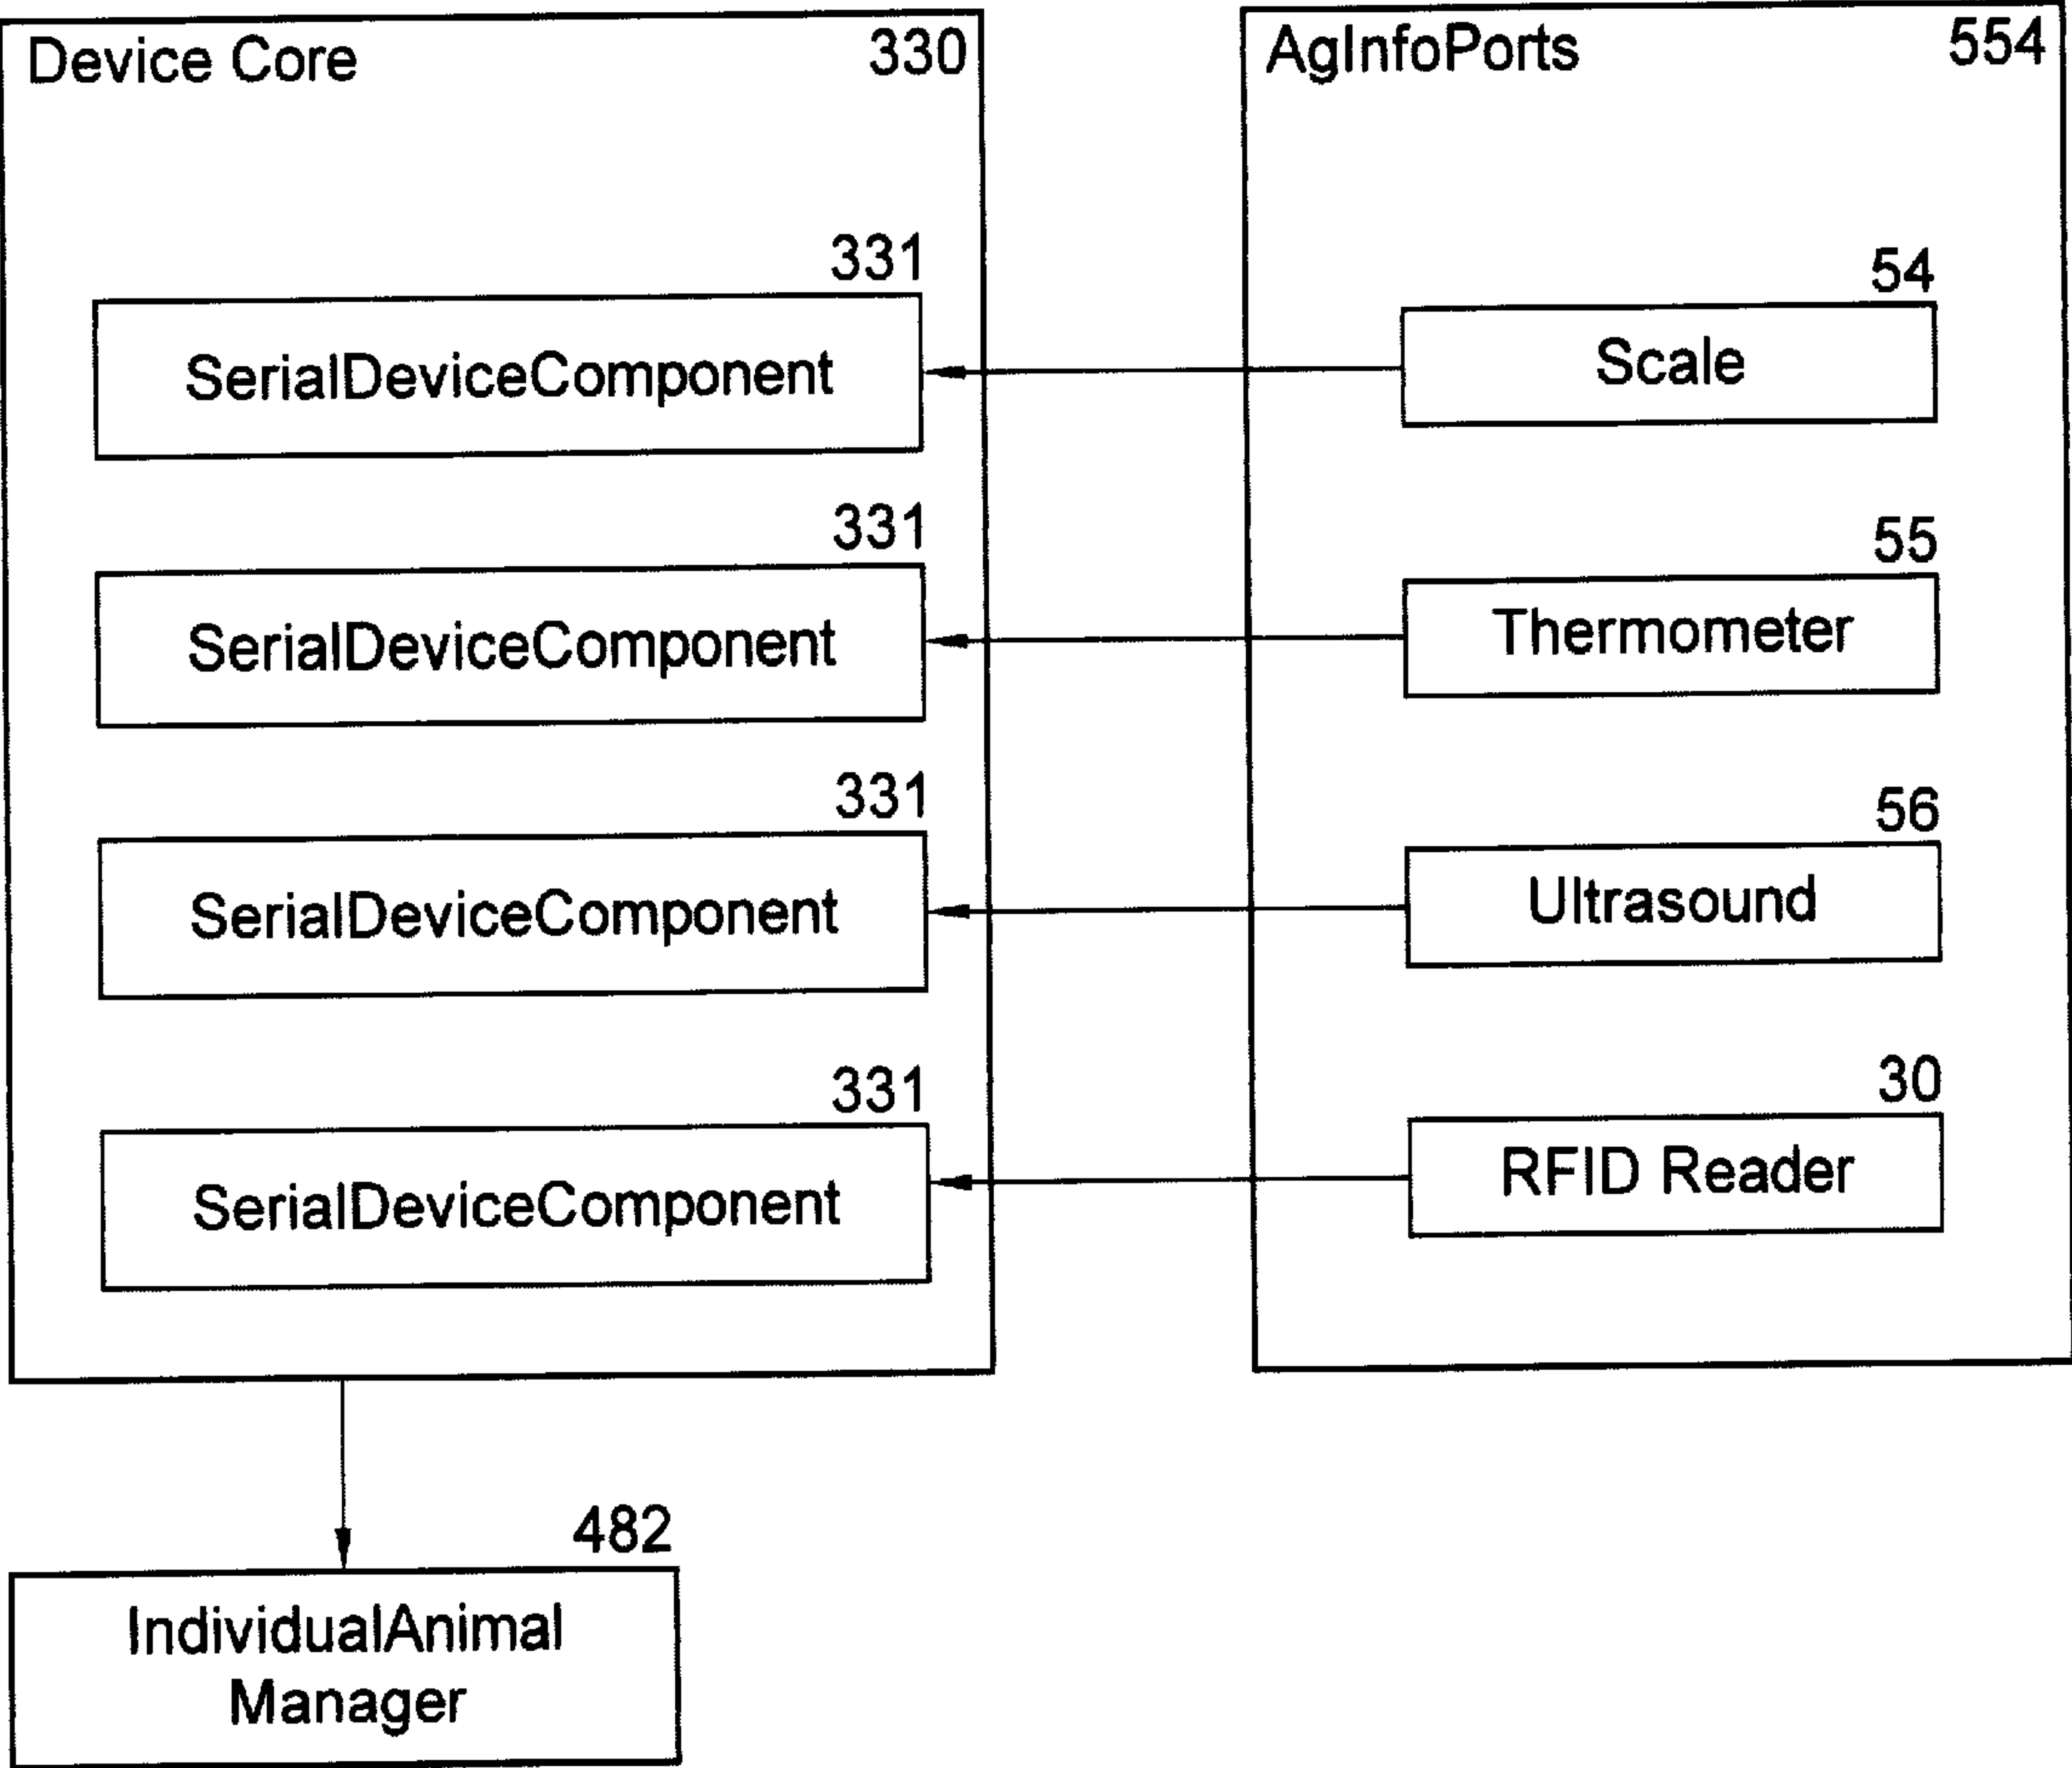 Device Core
330
AgInfoPorts
554
331
SerialDeviceComponent
54
Scale
331
SerialDeviceComponent
55
Thermometer
331
SerialDeviceComponent
56
Ultrasound
331
SerialDeviceComponent
30
RFID Reader
482
IndividualAnimal
Manager